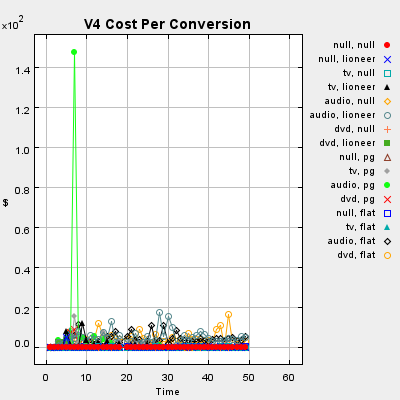 V4 Cost Per Conversion
×10²
1.4
1.2
1.0
0.8
0.6
0.4
0.2
0.0
$
0 10 20 30 40 50 60
Time
null, null
null, lioneer
tv, null
tv, lioneer
audio, null
audio, lioneer
dvd, null
dvd, lioneer
null, pg
tv, pg
audio, pg
dvd, pg
null, flat
tv, flat
audio, flat
dvd, flat